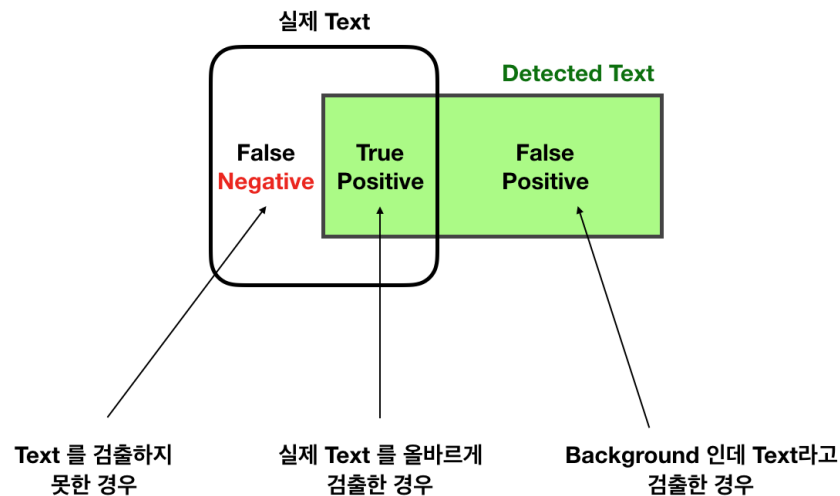 실제 Text
Detected Text
False
Negative
True
Positive
False
Positive
Text 를 검출하지
못한 경우
실제 Text 를 올바르게
검출한 경우
Background 인데 Text라고
검출한 경우